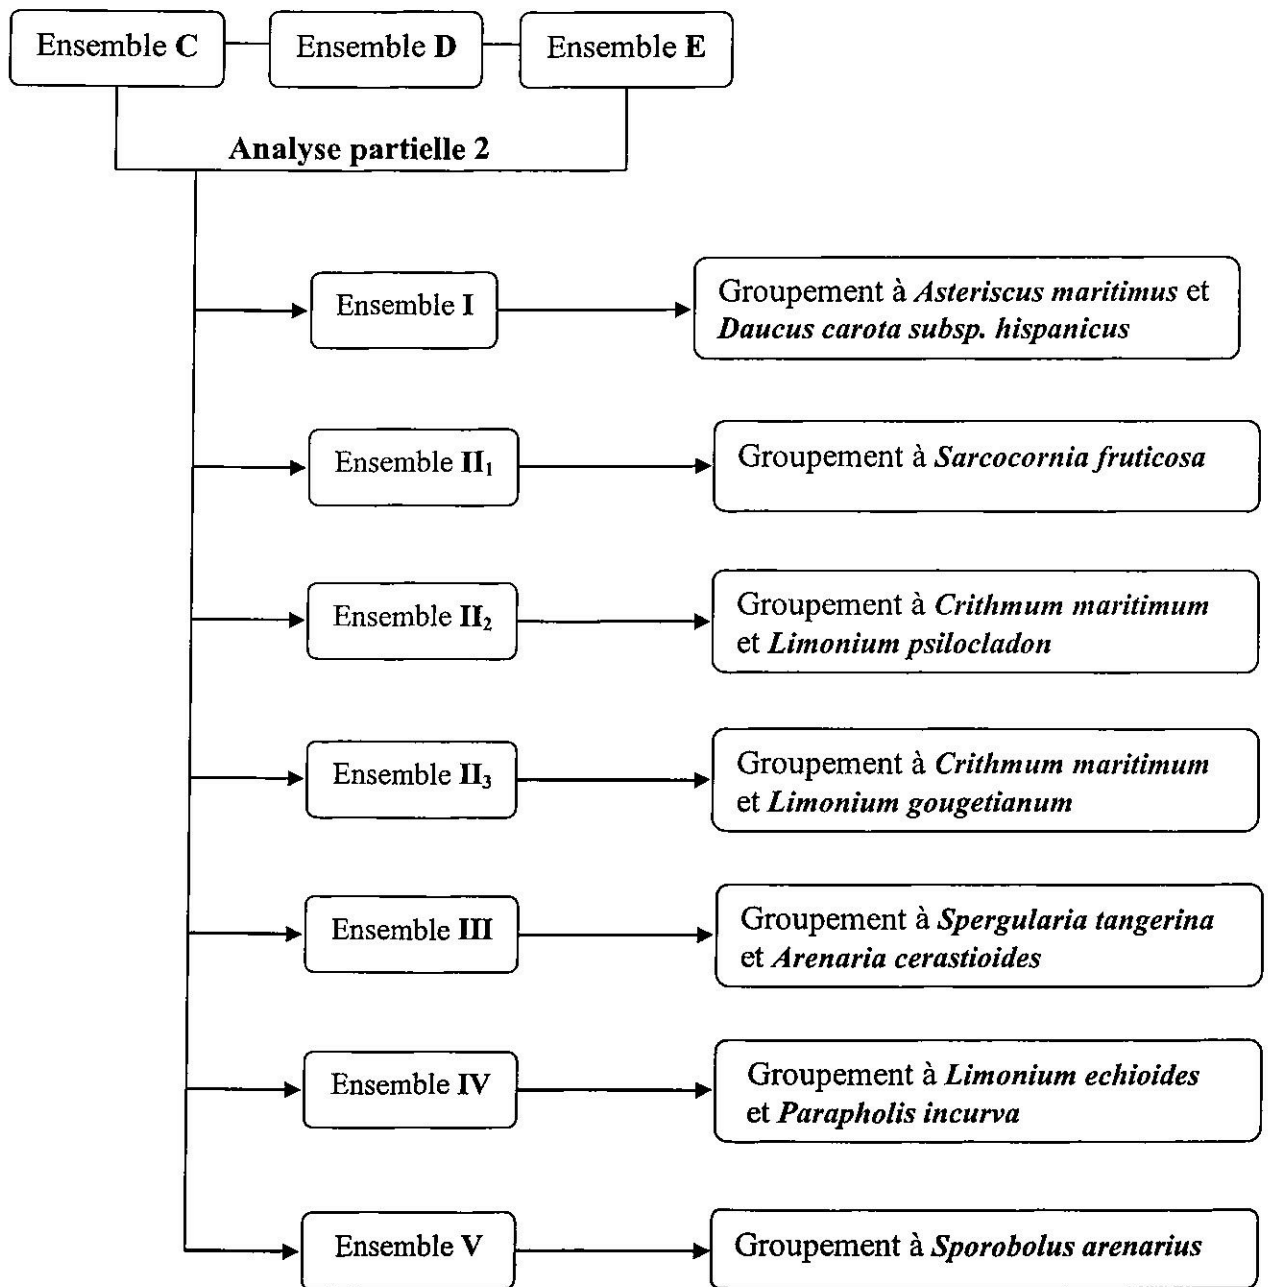 Ensemble C
Ensemble D
Ensemble E
Analyse partielle 2
Ensemble I
Groupement à Asteriscus maritimus et
Daucus carota subsp. hispanicus
Ensemble II₁
Groupement à Sarcocornia fruticosa
Ensemble II₂
Groupement à Crithmum maritimum
et Limonium psilocladon
Ensemble II₃
Groupement à Crithmum maritimum
et Limonium gougetianum
Ensemble III
Groupement à Spergularia tangerina
et Arenaria cerastioides
Ensemble IV
Groupement à Limonium echioides
et Parapholis incurva
Ensemble V
Groupement à Sporobolus arenarius